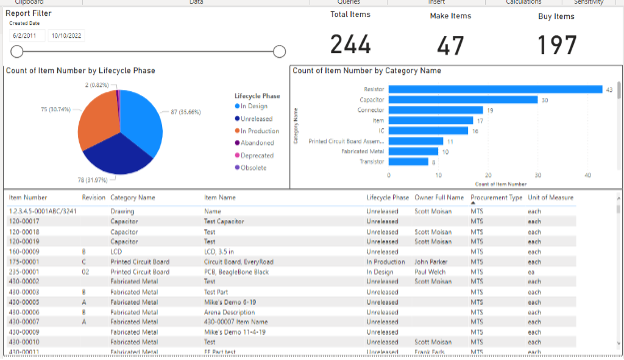 Clipboard Data Queries Insert Calculations Sensitivity
Report Filter
Created Date
6/2/2011 10/10/2022
Total Items Make Items Buy Items
244 47 197
Count of Item Number by Lifecycle Phase
2 (0.82%)
75 (30.74%)
87 (35.66%)
78 (31.97%)
Lifecycle Phase
In Design
Unreleased
In Production
Abandoned
Deprecated
Obsolete
Count of Item Number by Category Name
Category Name
Resistor 43
Capacitor 30
Connector 19
Item 17
IC 16
Printed Circuit Board Assem... 11
Fabricated Metal 10
Transistor 8
0 10 20 30 40
Count of Item Number
Item Number Revision Category Name Item Name Lifecycle Phase Owner Full Name Procurement Type Unit of Measure
1.2.3.4.5-0001ABC/3241 Drawing Name Unreleased Scott Moisan MTS each
120-00017 Capacitor Test Capacitor Unreleased MTS each
120-00018 Capacitor Test Unreleased Scott Moisan MTS each
120-00019 Capacitor Test Unreleased Scott Moisan MTS each
160-00009 B LCD LCD, 3.5 in Unreleased MTS each
175-00001 C Printed Circuit Board Circuit Board, EveryRoad In Production John Parker MTS each
235-00001 02 Printed Circuit Board PCB, BeagleBone Black In Design Paul Welch MTS ea
430-00002 Fabricated Metal Test Unreleased Scott Moisan MTS each
430-00003 B Fabricated Metal Test Part Unreleased MTS each
430-00005 A Fabricated Metal Mike's Demo 6-19 Unreleased MTS each
430-00006 B Fabricated Metal Arena Description Unreleased MTS each
430-00007 A Fabricated Metal 430-00007 Item Name Unreleased MTS each
430-00009 Fabricated Metal Mike's Demo 11-4-19 Unreleased MTS each
430-00010 Fabricated Metal Test Unreleased Scott Moisan MTS each
430-00011 Fabricated Metal Part test Unreleased Frank MTS each